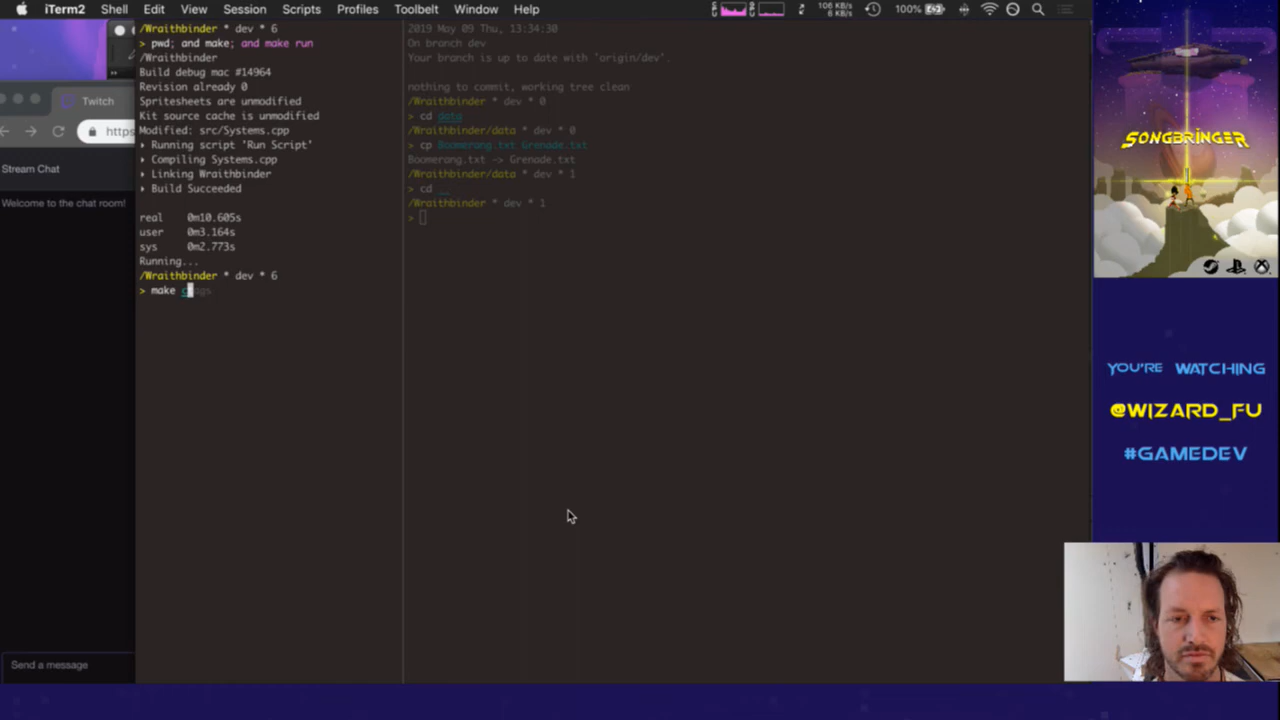 iTerm2 Shell Edit View Session Scripts Profiles Toolbelt Window Help
106 KB/s
8 KB/s
100%
Twitch
https
Stream Chat
Welcome to the chat room!
Send a message
/Wraithbinder * dev * 6
> pwd; and make; and make run
/Wraithbinder
Build debug mac #14964
Revision already 0
Spritesheets are unmodified
Kit source cache is unmodified
Modified: src/Systems.cpp
Running script 'Run Script'
Compiling Systems.cpp
Linking Wraithbinder
Build Succeeded
real 0m10.605s
user 0m3.164s
sys 0m2.773s
Running...
/Wraithbinder * dev * 6
> make
2019 May 09 Thu, 13:34:30
On branch dev
Your branch is up to date with 'origin/dev'.
nothing to commit, working tree clean
/Wraithbinder * dev * 0
> cd data
/Wraithbinder/data * dev * 0
> cp Boomerang.txt Grenade.txt
Boomerang.txt -> Grenade.txt
/Wraithbinder/data * dev * 1
> cd ..
/Wraithbinder * dev * 1
>
SONGBRINGER
YOU'RE WATCHING
@WIZARD_FU
#GAMEDEV